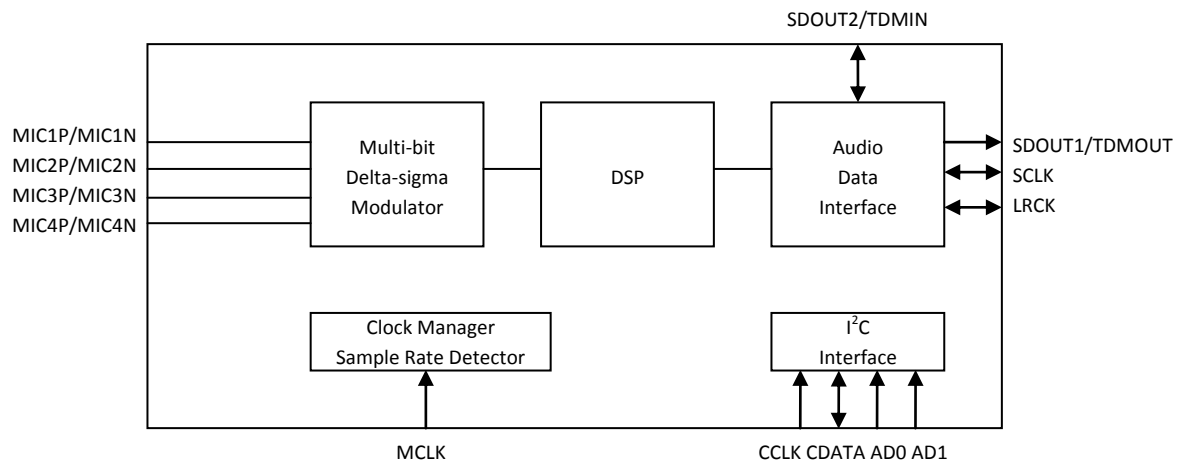 SDOUT2/TDMIN
MIC1P/MIC1N
MIC2P/MIC2N
MIC3P/MIC3N
MIC4P/MIC4N
Multi-bit
Delta-sigma
Modulator
DSP
Audio
Data
Interface
SDOUT1/TDMOUT
SCLK
LRCK
Clock Manager
Sample Rate Detector
I²C
Interface
MCLK
CCLK CDATA AD0 AD1